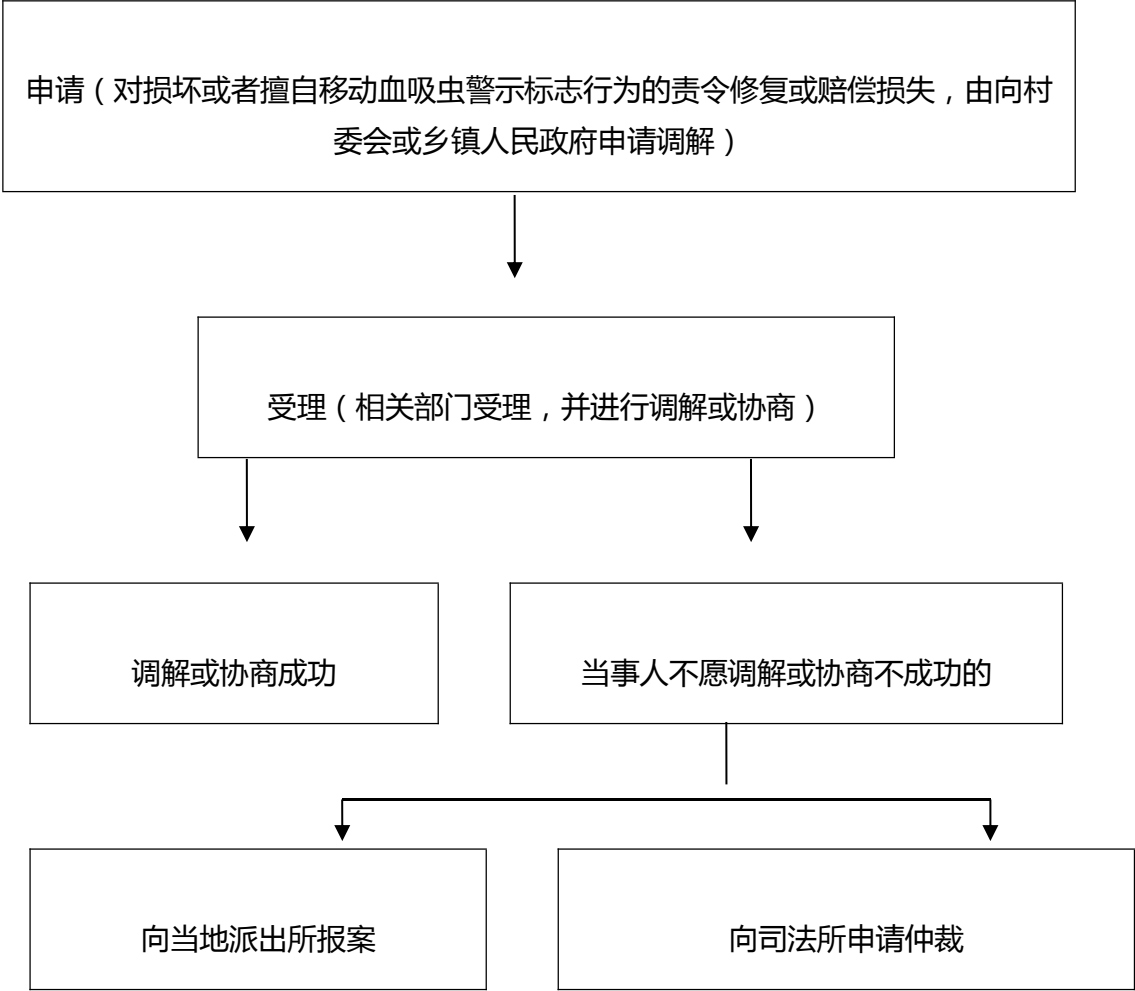 申请（对损坏或者擅自移动血吸虫警示标志行为的责令修复或赔偿损失，由向村
委会或乡镇人民政府申请调解）
受理（相关部门受理，并进行调解或协商）
调解或协商成功
当事人不愿调解或协商不成功的
向当地派出所报案
向司法所申请仲裁